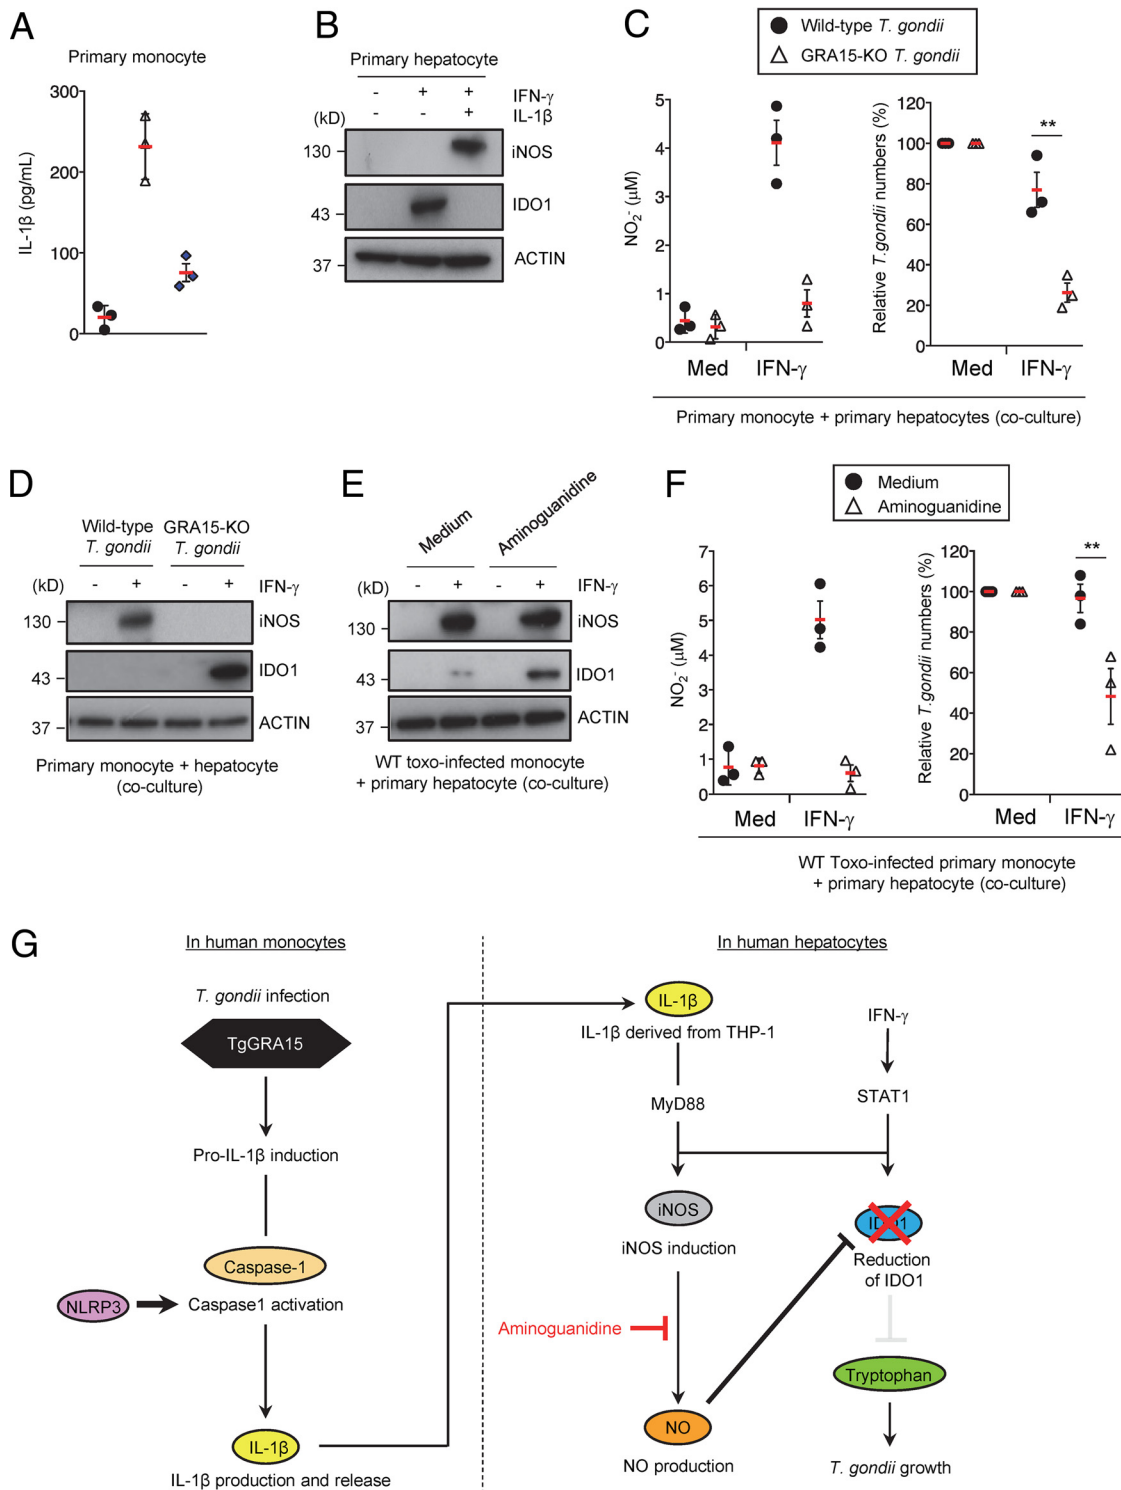 A
Primary monocyte
IL-1β (pg/mL)
300
200
100
0
B
Primary hepatocyte
- + + IFN-γ
- - + IL-1β
(kD)
130 iNOS
43 IDO1
37 ACTIN
C
Wild-type T. gondii
GRA15-KO T. gondii
NO2- (μM)
5
4
3
2
1
0
Med IFN-γ
Relative T.gondii numbers (%)
120
100
80
60
40
20
0
**
Med IFN-γ
Primary monocyte + primary hepatocytes (co-culture)
D
Wild-type GRA15-KO
T. gondii T. gondii
(kD) - + - + IFN-γ
130 iNOS
43 IDO1
37 ACTIN
Primary monocyte + hepatocyte
(co-culture)
E
Medium
Aminoguanidine
(kD) - + - + IFN-γ
130 iNOS
43 IDO1
37 ACTIN
WT toxo-infected monocyte
+ primary hepatocyte (co-culture)
F
Medium
Aminoguanidine
NO2- (μM)
7
6
5
4
3
2
1
0
Med IFN-γ
Relative T.gondii numbers (%)
120
100
80
60
40
20
0
**
Med IFN-γ
WT Toxo-infected primary monocyte
+ primary hepatocyte (co-culture)
G
In human monocytes
T. gondii infection
TgGRA15
Pro-IL-1β induction
Caspase-1
NLRP3
Caspase1 activation
IL-1β
IL-1β production and release
In human hepatocytes
IL-1β
IL-1β derived from THP-1
IFN-γ
MyD88
STAT1
iNOS
iNOS induction
IDO1
Reduction
of IDO1
Aminoguanidine
Tryptophan
NO
NO production
T. gondii growth